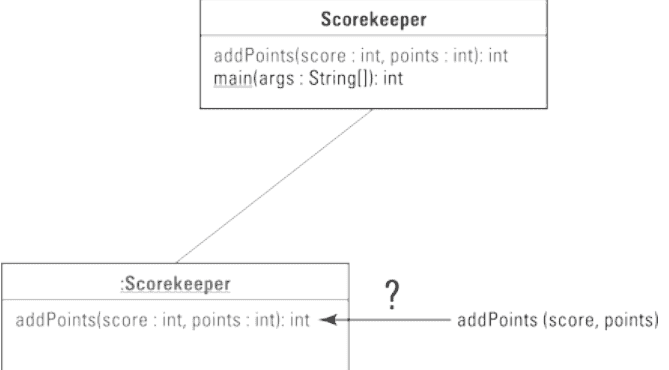 Scorekeeper
addPoints(score : int, points : int): int
main(args : String[]): int
:Scorekeeper
?
addPoints(score : int, points : int): int
addPoints (score, points)